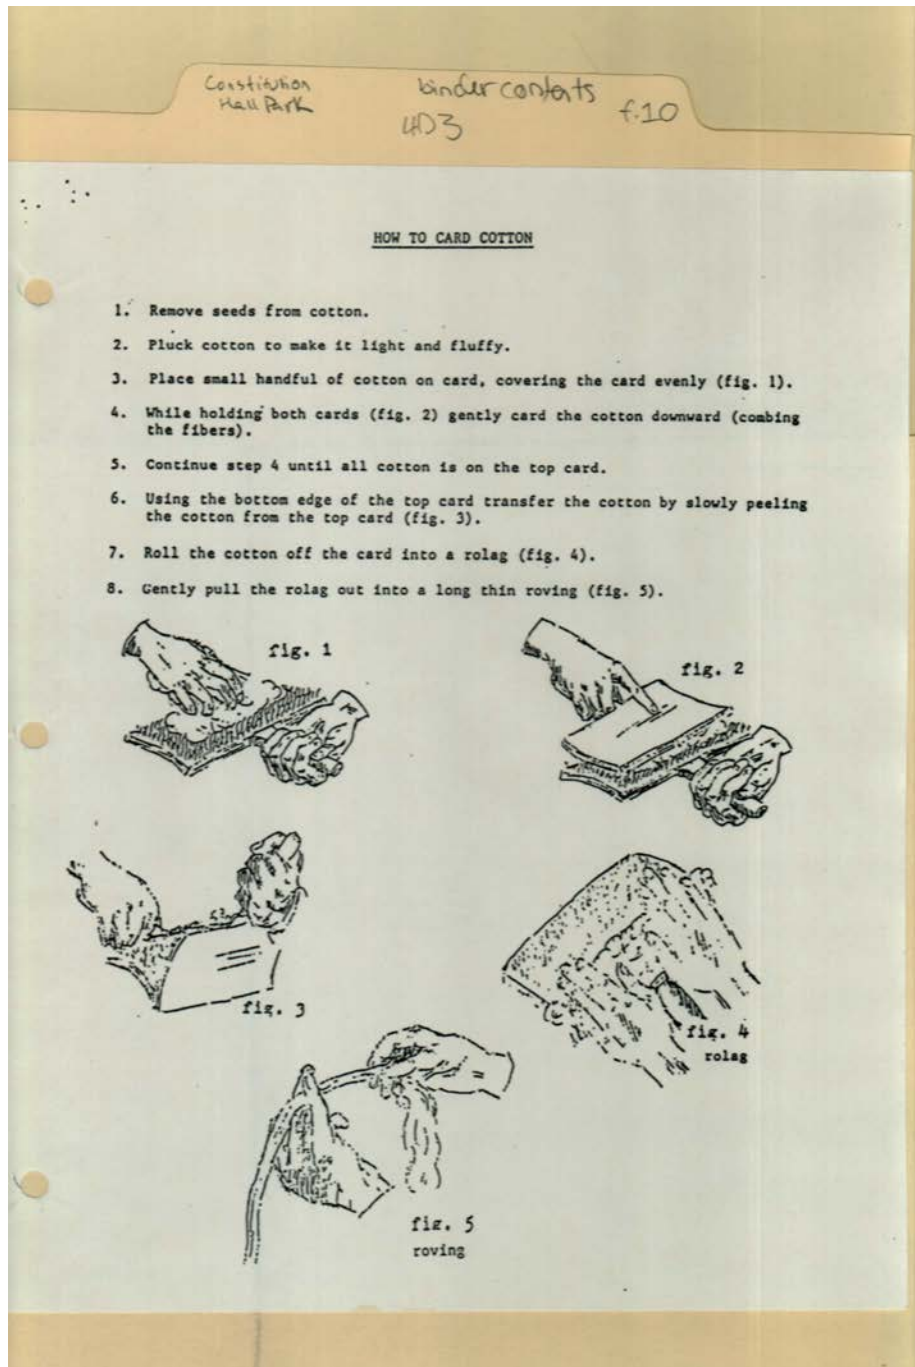 Constitution
Hall Park
binder contents
4D3
f.10
HOW TO CARD COTTON
1. Remove seeds from cotton.
2. Pluck cotton to make it light and fluffy.
3. Place small handful of cotton on card, covering the card evenly (fig. 1).
4. While holding both cards (fig. 2) gently card the cotton downward (combing
the fibers).
5. Continue step 4 until all cotton is on the top card.
6. Using the bottom edge of the top card transfer the cotton by slowly peeling
the cotton from the top card (fig. 3).
7. Roll the cotton off the card into a rolag (fig. 4).
8. Gently pull the rolag out into a long thin roving (fig. 5).
fig. 1
fig. 2
fig. 3
fig. 4
rolag
fig. 5
roving